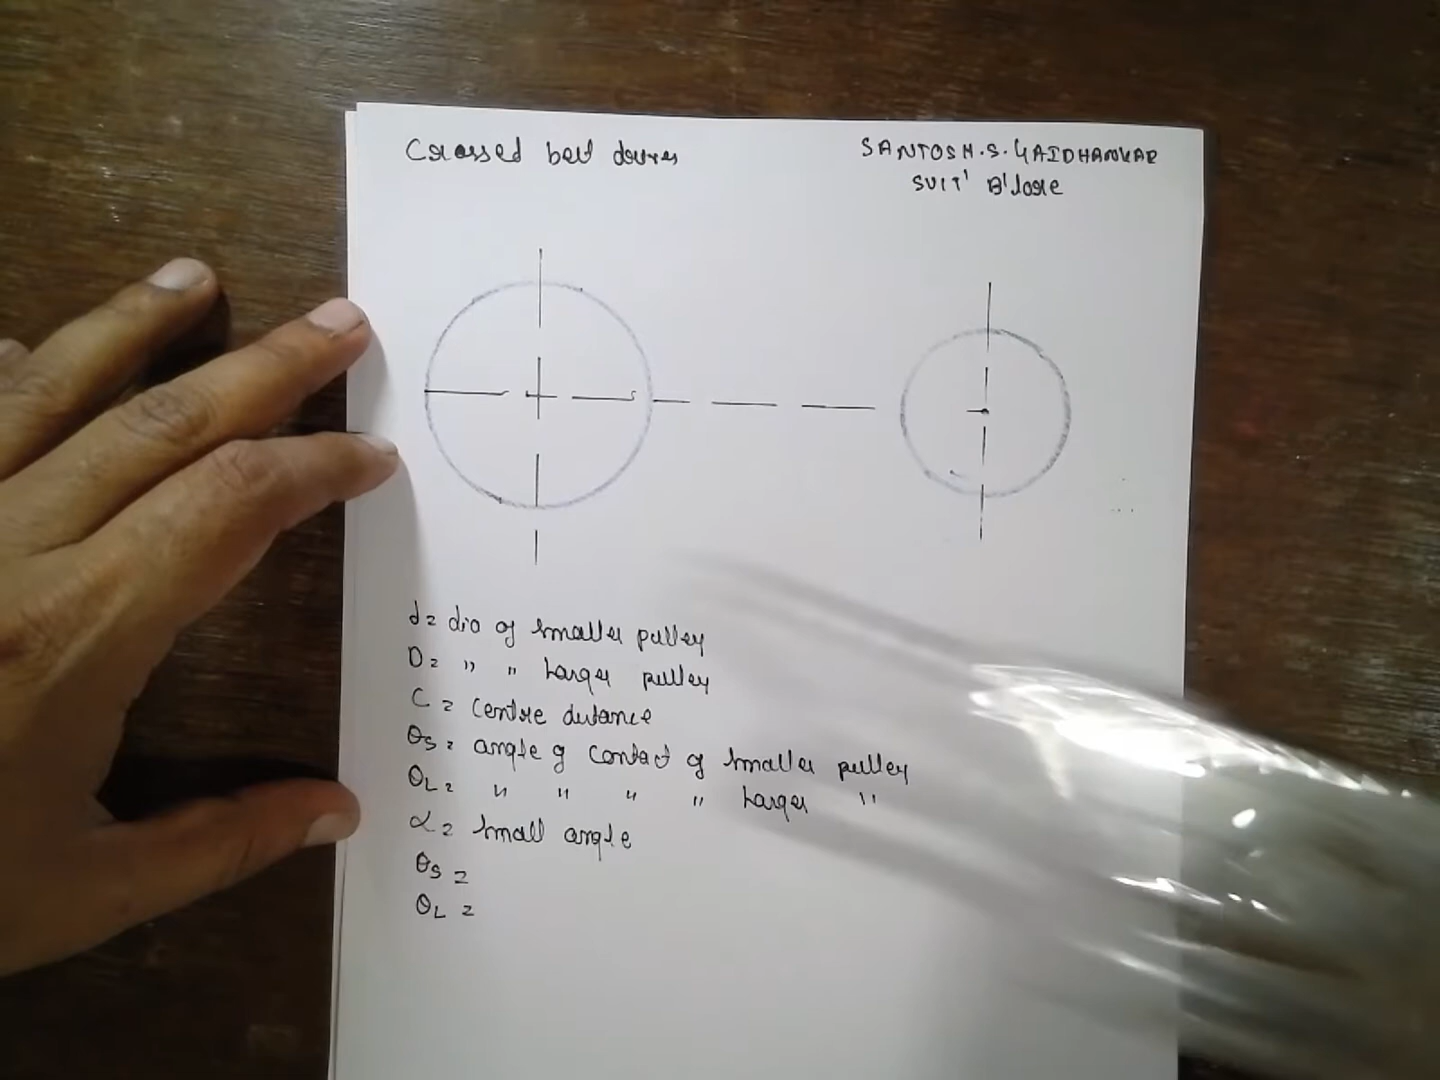 Crossed belt drives
SANTOSH.S.GAIDHANKAR
SVIT' B'lore
d = dia of smaller pulley
D = " " Larger pulley
C = centre distance
θS = angle of contact of smaller pulley
θL = " " " " Larger "
α = small angle
θS =
θL =